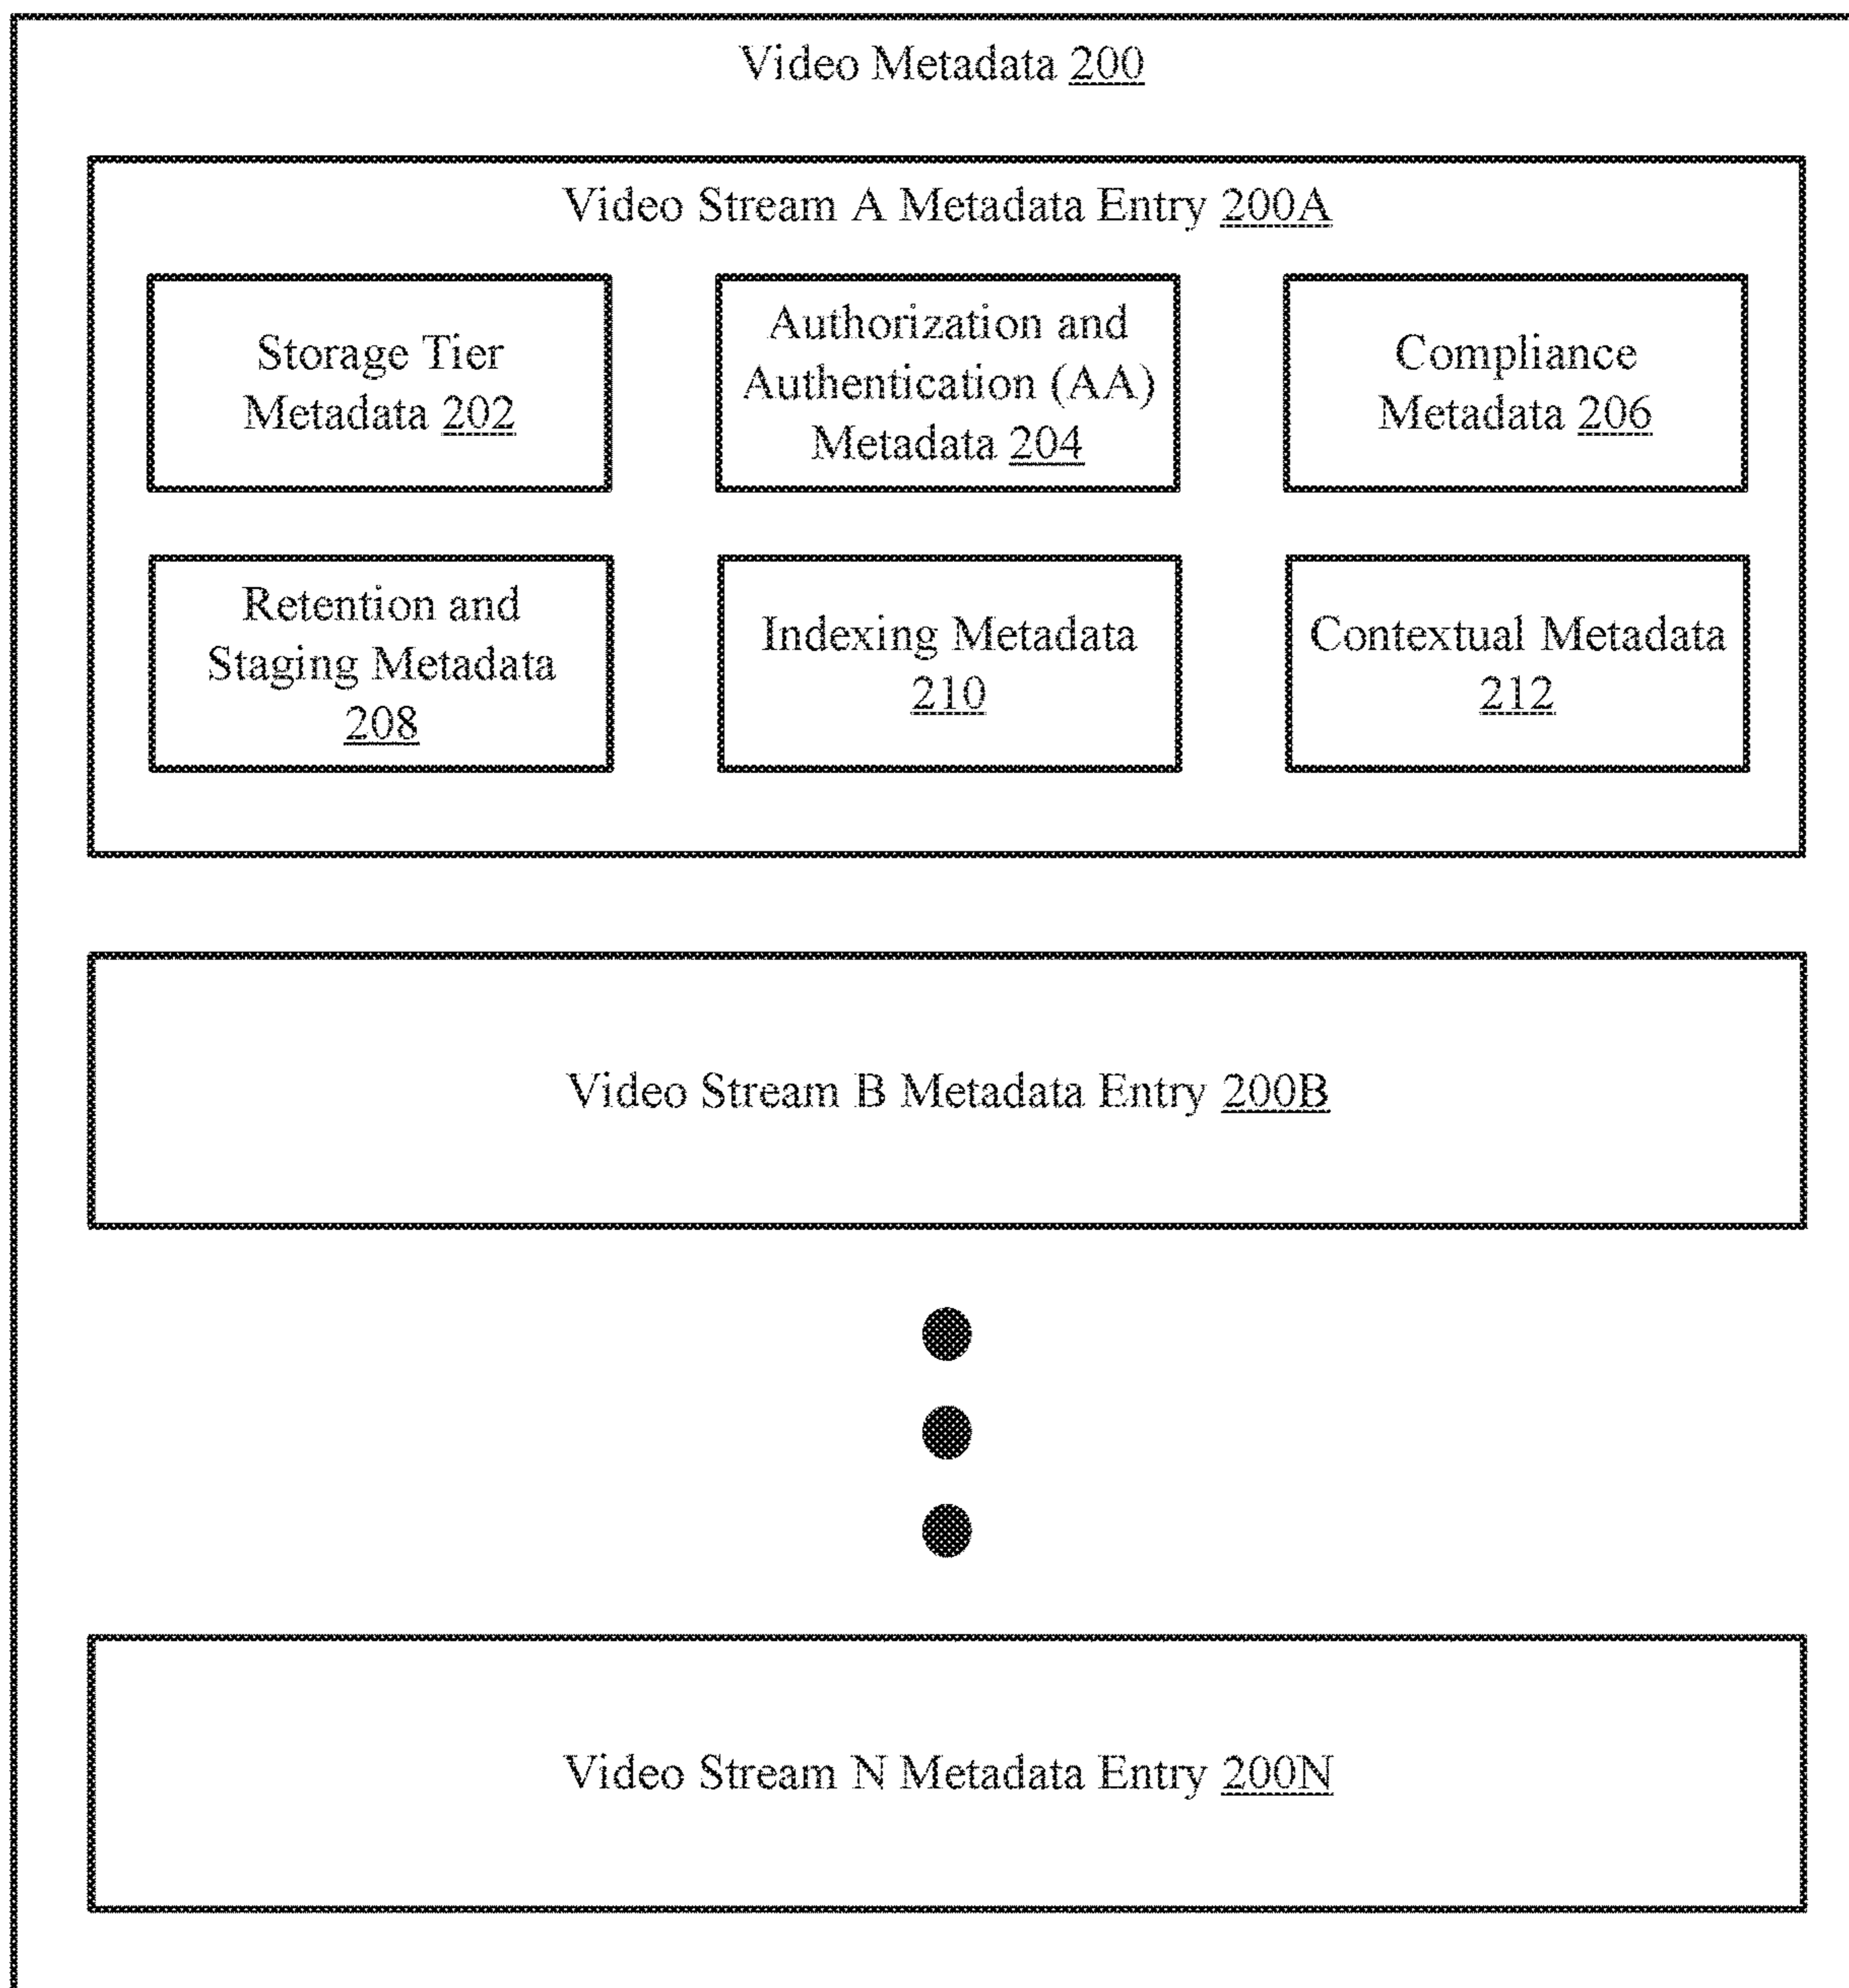 Video Metadata 200
Video Stream A Metadata Entry 200A
Storage Tier
Metadata 202
Authorization and
Authentication (AA)
Metadata 204
Compliance
Metadata 206
Retention and
Staging Metadata
208
Indexing Metadata
210
Contextual Metadata
212
Video Stream B Metadata Entry 200B
Video Stream N Metadata Entry 200N